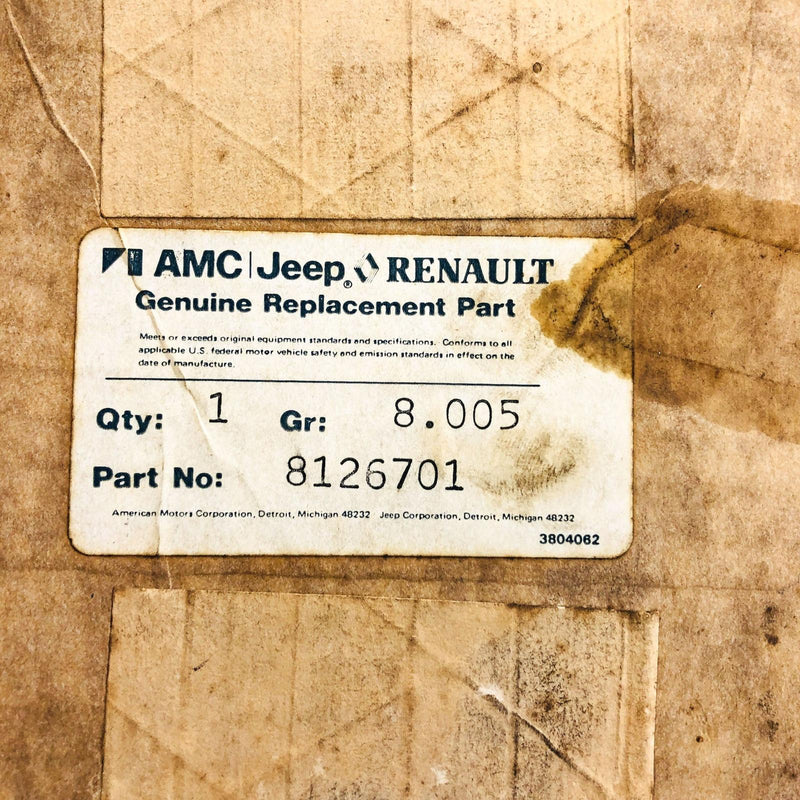 AMC | Jeep® RENAULT
Genuine Replacement Part
Meets or exceeds original equipment standards and specifications. Conforms to all
applicable U.S. federal motor vehicle safety and emission standards in effect on the
date of manufacture.
Qty: 1 Gr: 8.005
Part No: 8126701
American Motors Corporation, Detroit, Michigan 48232 Jeep Corporation, Detroit, Michigan 48232
3804062